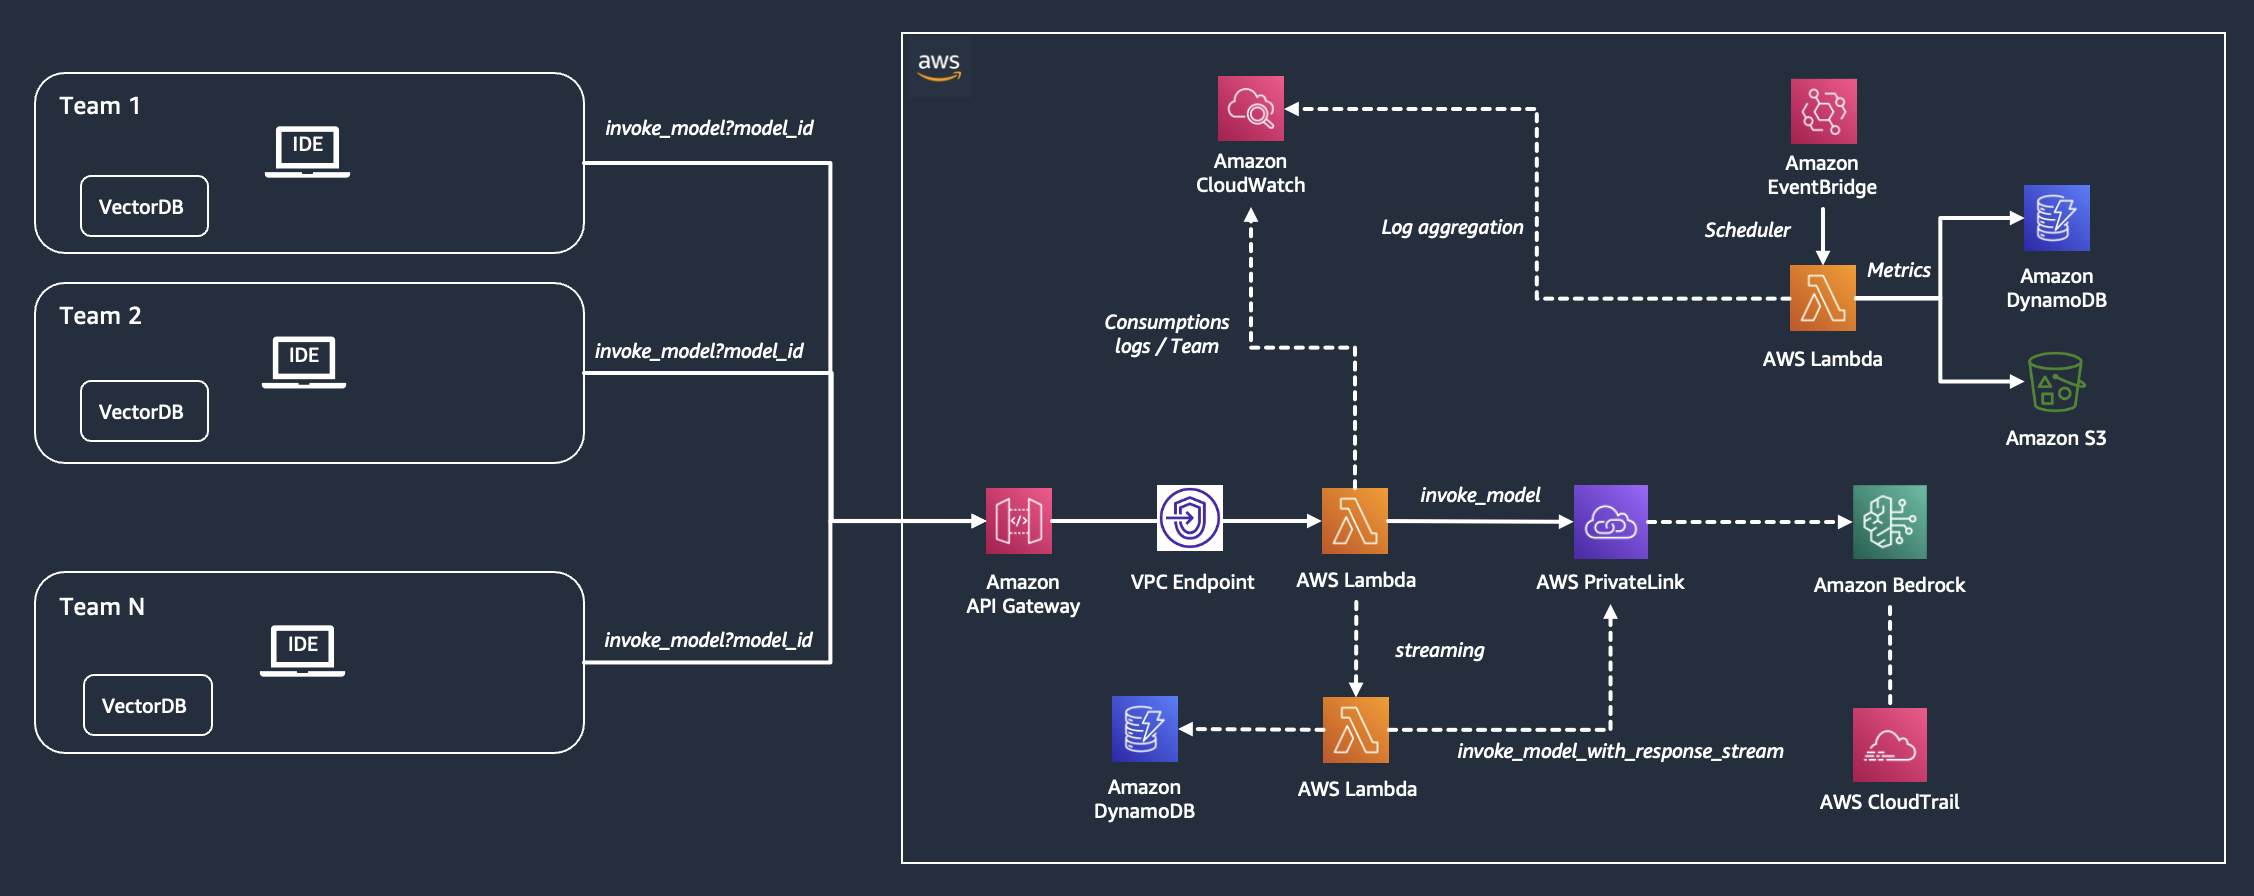 Team 1
IDE
VectorDB
invoke_model?model_id
Team 2
IDE
VectorDB
invoke_model?model_id
Team N
IDE
VectorDB
invoke_model?model_id
aws
Amazon
CloudWatch
Log aggregation
Consumptions
logs / Team
Amazon
EventBridge
Scheduler
Metrics
AWS Lambda
Amazon
DynamoDB
Amazon S3
Amazon
API Gateway
VPC Endpoint
AWS Lambda
invoke_model
AWS PrivateLink
Amazon Bedrock
streaming
Amazon
DynamoDB
AWS Lambda
invoke_model_with_response_stream
AWS CloudTrail